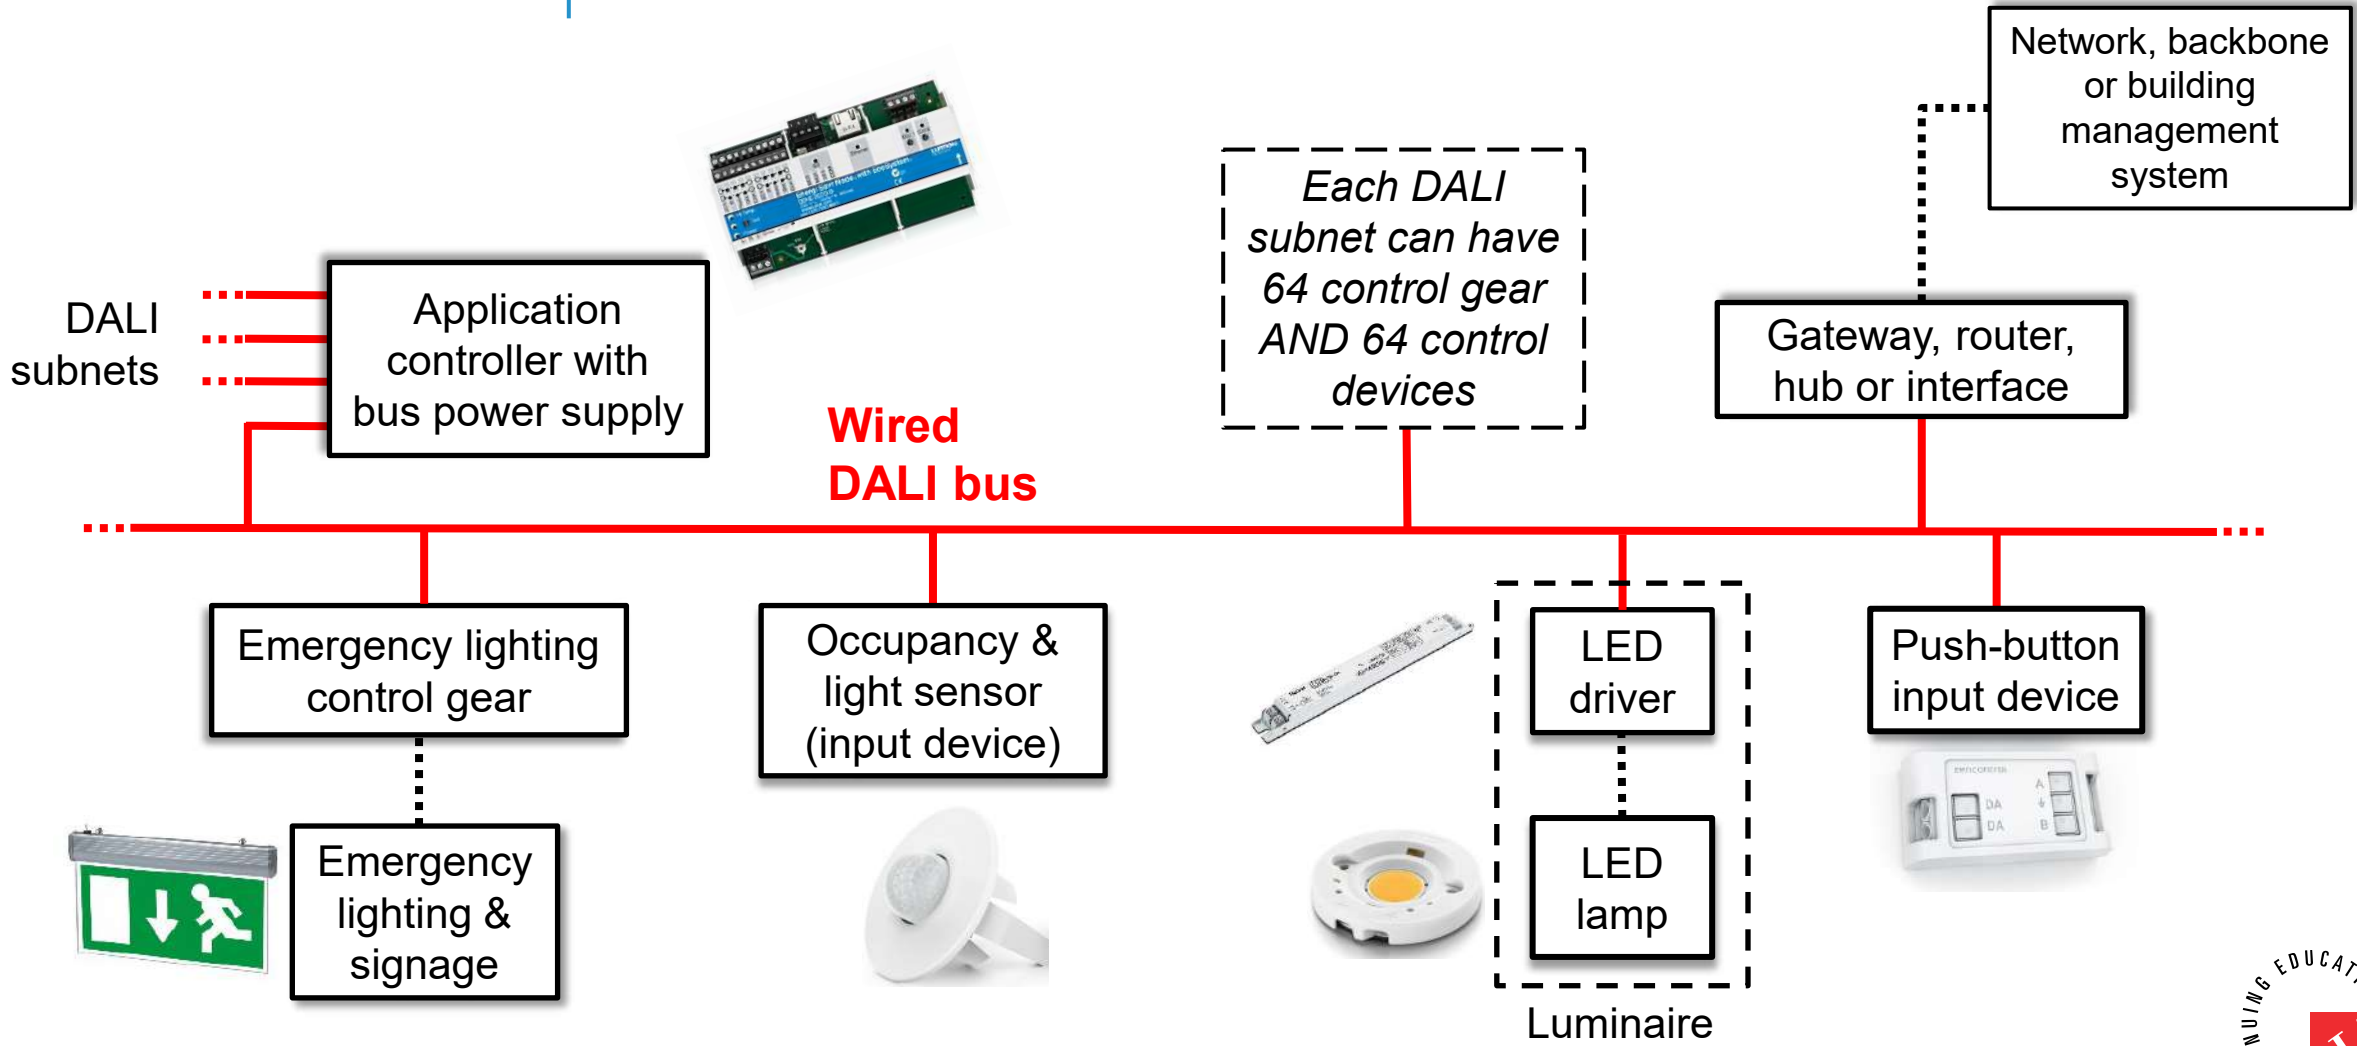 Network, backbone
or building
management
system
Each DALI
subnet can have
64 control gear
AND 64 control
devices
DALI
subnets
Application
controller with
bus power supply
Gateway, router,
hub or interface
Wired
DALI bus
Emergency lighting
control gear
Occupancy &
light sensor
(input device)
LED
driver
Push-button
input device
A
DA
DA
B
Emergency
lighting &
signage
LED
lamp
Luminaire